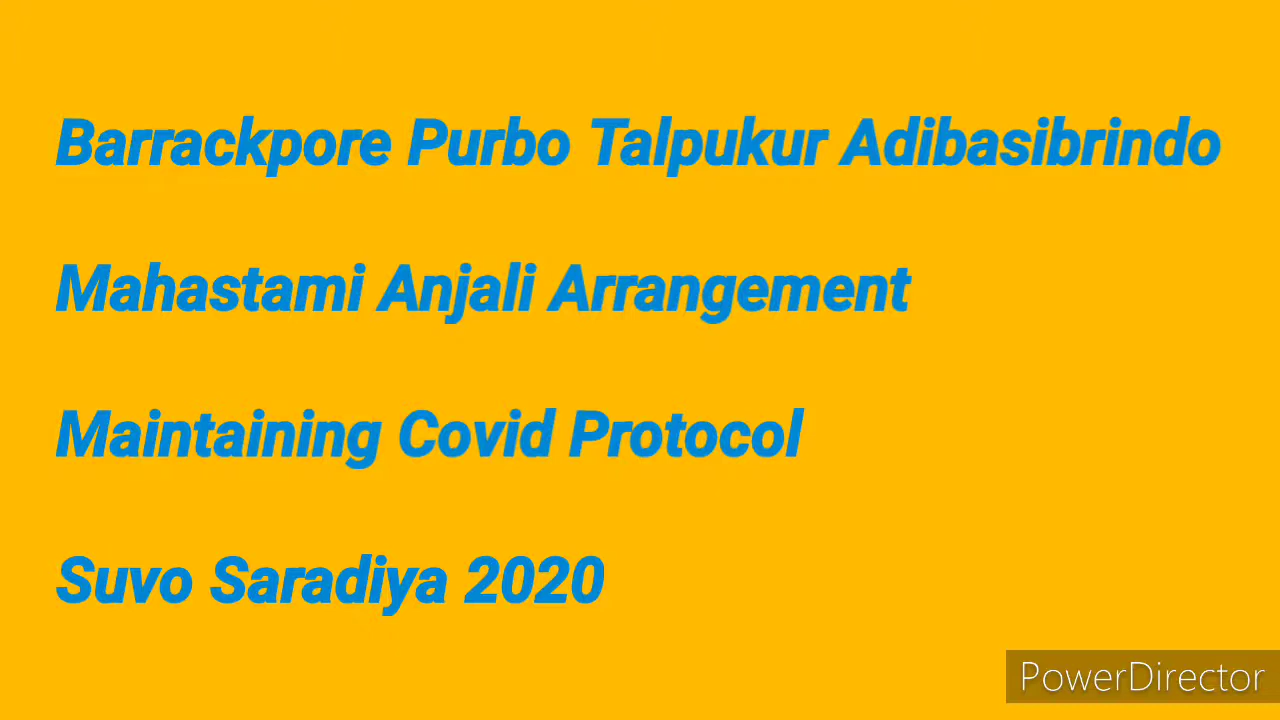 Barrackpore Purbo Talpukur Adibasibrindo
Mahastami Anjali Arrangement
Maintaining Covid Protocol
Suvo Saradiya 2020
PowerDirector